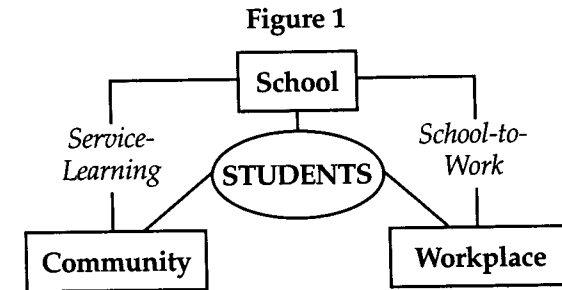 Figure 1
School
Service-
Learning
School-to-
Work
STUDENTS
Community
Workplace